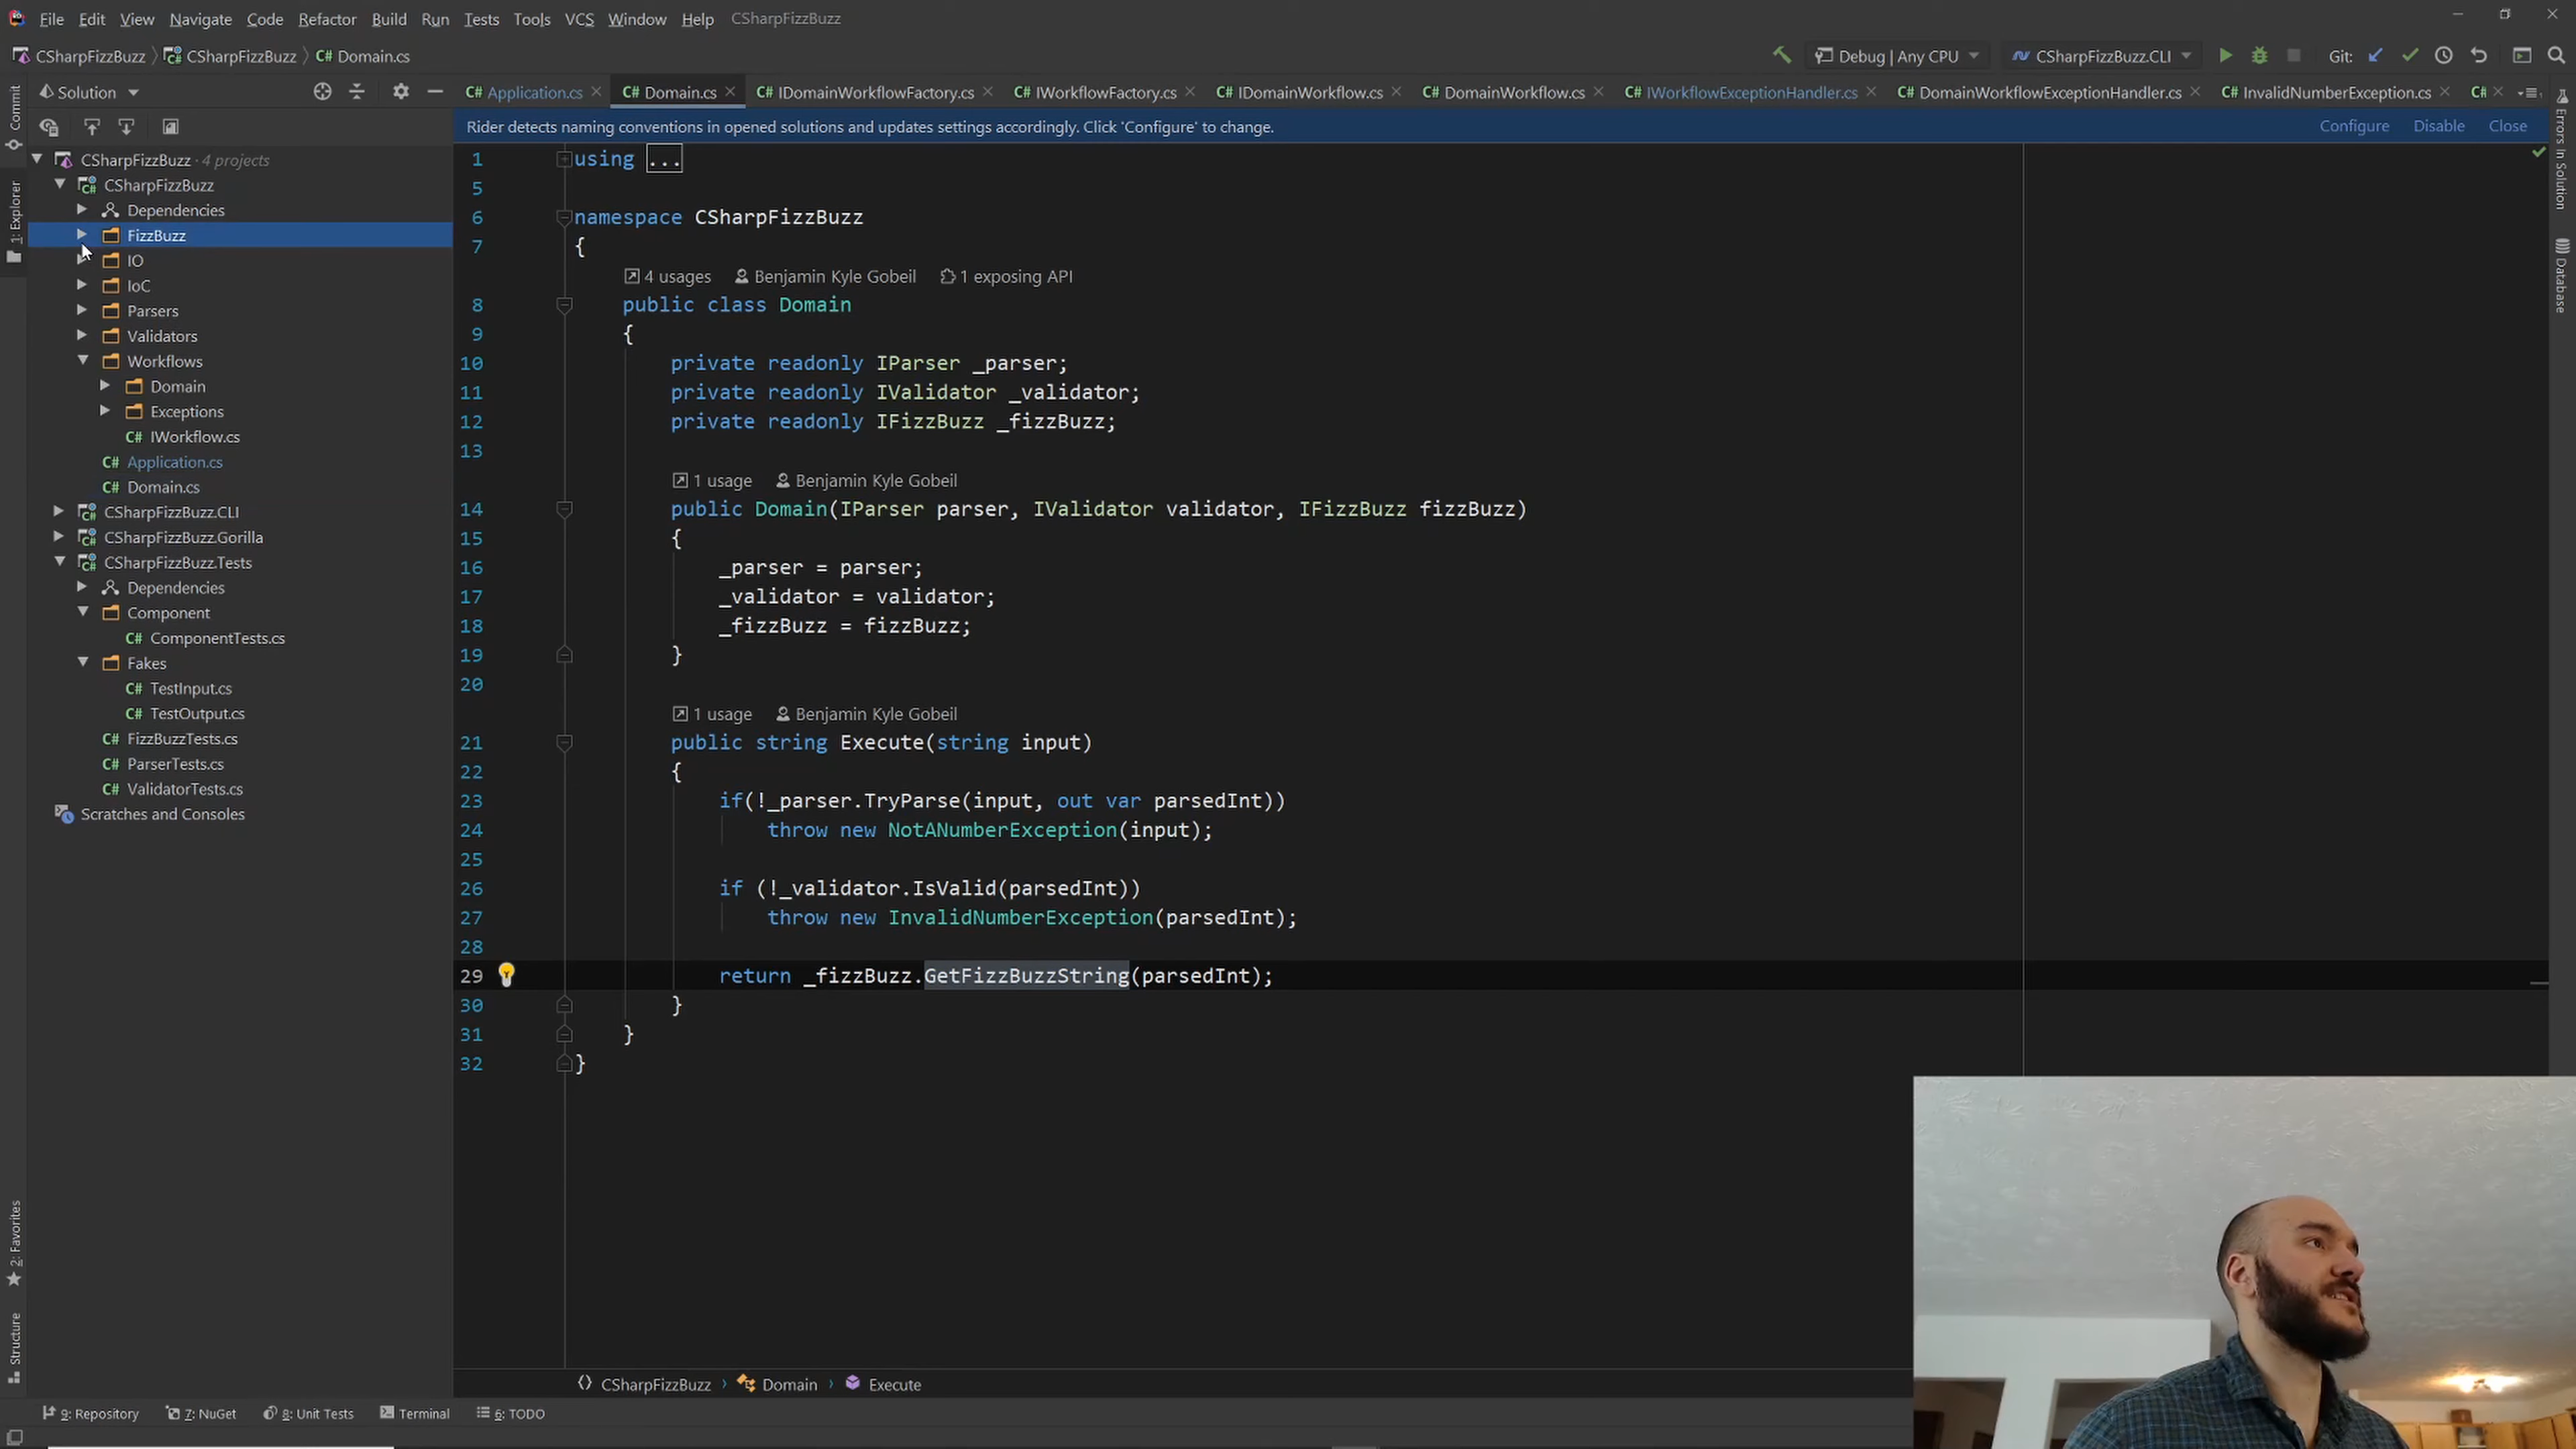 File Edit View Navigate Code Refactor Build Run Tests Tools VCS Window Help CSharpFizzBuzz
CSharpFizzBuzz CSharpFizzBuzz C# Domain.cs Debug | Any CPU CSharpFizzBuzz.CLI Git:
Solution
C# Application.cs C# Domain.cs C# IDomainWorkflowFactory.cs C# IWorkflowFactory.cs C# IDomainWorkflow.cs C# DomainWorkflow.cs C# IWorkflowExceptionHandler.cs C# DomainWorkflowExceptionHandler.cs C# InvalidNumberException.cs C#
Rider detects naming conventions in opened solutions and updates settings accordingly. Click 'Configure' to change. Configure Disable Close
Commit
1: Explorer
2: Favorites
Structure
CSharpFizzBuzz · 4 projects
CSharpFizzBuzz
Dependencies
FizzBuzz
IO
IoC
Parsers
Validators
Workflows
Domain
Exceptions
C# IWorkflow.cs
C# Application.cs
C# Domain.cs
CSharpFizzBuzz.CLI
CSharpFizzBuzz.Gorilla
CSharpFizzBuzz.Tests
Dependencies
Component
C# ComponentTests.cs
Fakes
C# TestInput.cs
C# TestOutput.cs
C# FizzBuzzTests.cs
C# ParserTests.cs
C# ValidatorTests.cs
Scratches and Consoles
1 using ...
5
6 namespace CSharpFizzBuzz
7 {
4 usages Benjamin Kyle Gobeil 1 exposing API
8 public class Domain
9 {
10 private readonly IParser _parser;
11 private readonly IValidator _validator;
12 private readonly IFizzBuzz _fizzBuzz;
13
1 usage Benjamin Kyle Gobeil
14 public Domain(IParser parser, IValidator validator, IFizzBuzz fizzBuzz)
15 {
16 _parser = parser;
17 _validator = validator;
18 _fizzBuzz = fizzBuzz;
19 }
20
1 usage Benjamin Kyle Gobeil
21 public string Execute(string input)
22 {
23 if(!_parser.TryParse(input, out var parsedInt))
24 throw new NotANumberException(input);
25
26 if (!_validator.IsValid(parsedInt))
27 throw new InvalidNumberException(parsedInt);
28
29 return _fizzBuzz.GetFizzBuzzString(parsedInt);
30 }
31 }
32 }
Errors In Solution
Database
CSharpFizzBuzz Domain Execute
9: Repository 7: NuGet 8: Unit Tests Terminal 6: TODO